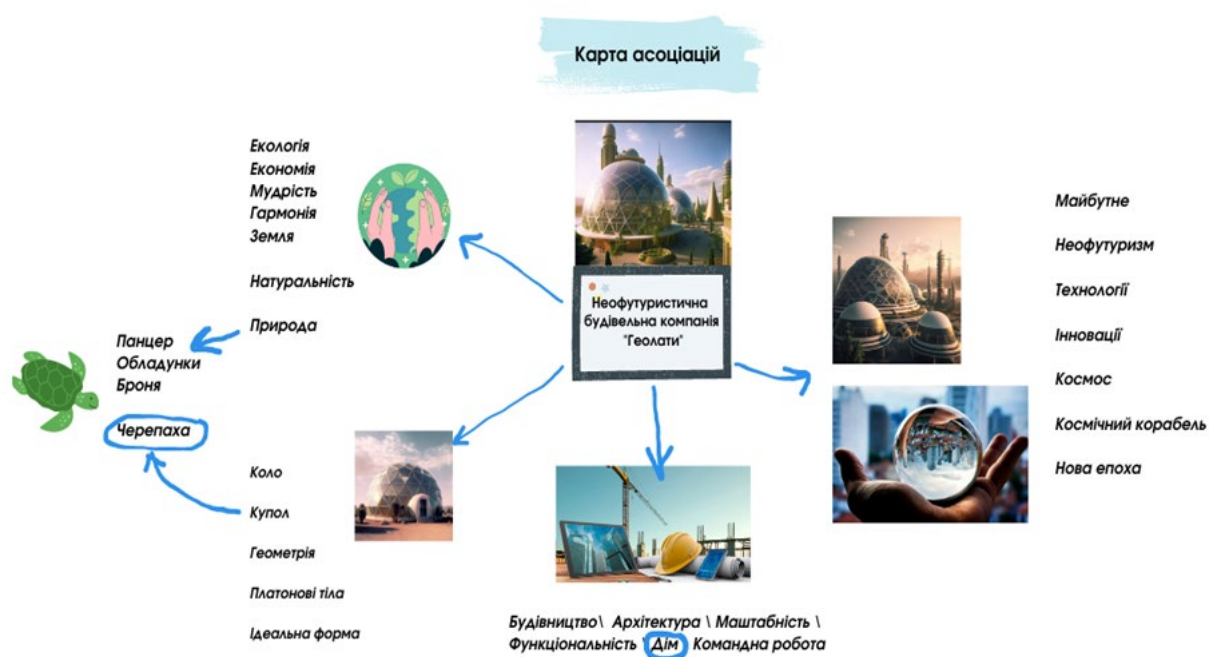 Карта асоціацій
Екологія
Економія
Мудрість
Гармонія
Земля
Натуральність
Природа
Панцер
Обладунки
Броня
Черепаха
Коло
Купол
Геометрія
Платонові тіла
Ідеальна форма
Неофутуристична
будівельна компанія
"Геолати"
Будівництво\ Архітектура \ Маштабність \
Функціональність \ Дім \ Командна робота
Майбутне
Неофутуризм
Технології
Інновації
Космос
Космічний корабель
Нова епоха